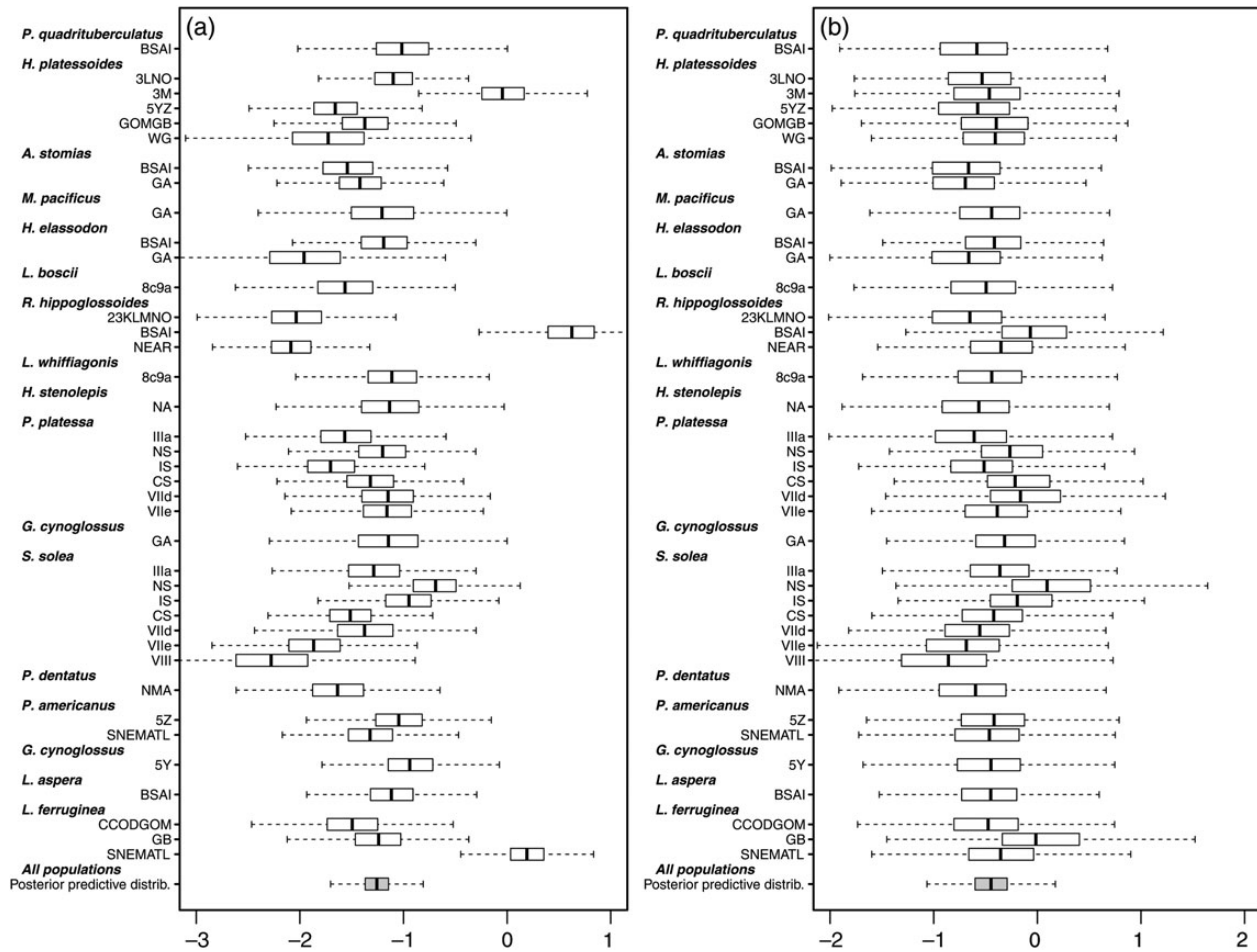 (a)
P. quadrituberculatus
BSAI
H. platessoides
3LNO
3M
5YZ
GOMGB
WG
A. stomias
BSAI
GA
M. pacificus
GA
H. elassodon
BSAI
GA
L. boscii
8c9a
R. hippoglossoides
23KLMNO
BSAI
NEAR
L. whiffiagonis
8c9a
H. stenolepis
NA
P. platessa
IIIa
NS
IS
CS
VIId
VIIe
G. cynoglossus
GA
S. solea
IIIa
NS
IS
CS
VIId
VIIe
VIII
P. dentatus
NMA
P. americanus
5Z
SNEMATL
G. cynoglossus
5Y
L. aspera
BSAI
L. ferruginea
CCODGOM
GB
SNEMATL
All populations
Posterior predictive distrib.
−3 −2 −1 0 1
(b)
P. quadrituberculatus
BSAI
H. platessoides
3LNO
3M
5YZ
GOMGB
WG
A. stomias
BSAI
GA
M. pacificus
GA
H. elassodon
BSAI
GA
L. boscii
8c9a
R. hippoglossoides
23KLMNO
BSAI
NEAR
L. whiffiagonis
8c9a
H. stenolepis
NA
P. platessa
IIIa
NS
IS
CS
VIId
VIIe
G. cynoglossus
GA
S. solea
IIIa
NS
IS
CS
VIId
VIIe
VIII
P. dentatus
NMA
P. americanus
5Z
SNEMATL
G. cynoglossus
5Y
L. aspera
BSAI
L. ferruginea
CCODGOM
GB
SNEMATL
All populations
Posterior predictive distrib.
−2 −1 0 1 2